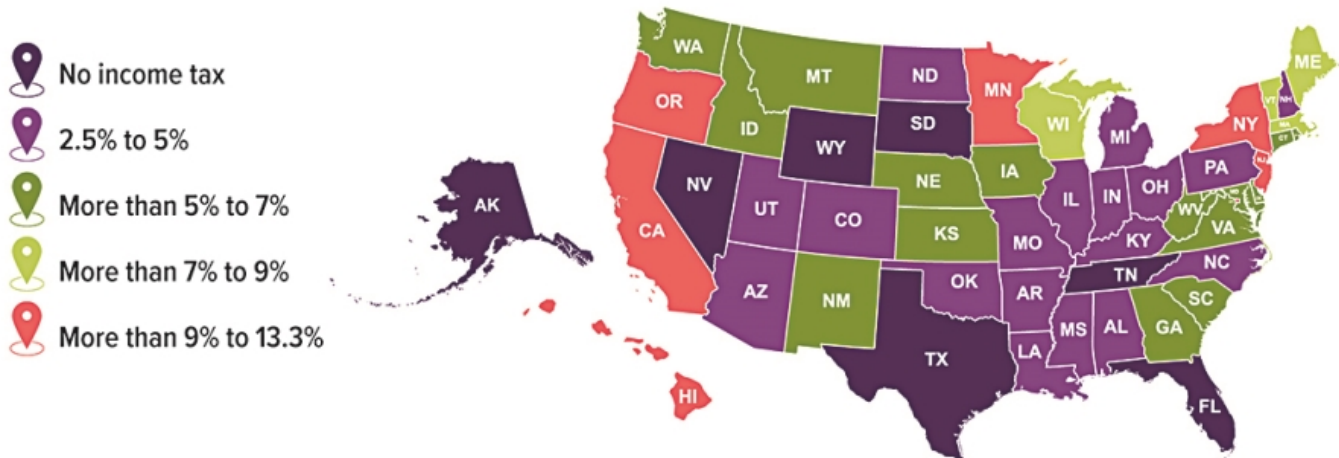 No income tax
2.5% to 5%
More than 5% to 7%
More than 7% to 9%
More than 9% to 13.3%
WA
MT
ND
MN
ME
OR
ID
WY
SD
WI
MI
NY
VT
NH
MA
CT
NJ
NV
UT
CO
NE
IA
IL
IN
OH
PA
CA
AZ
NM
KS
MO
KY
WV
VA
OK
AR
TN
NC
SC
TX
LA
MS
AL
GA
FL
AK
HI